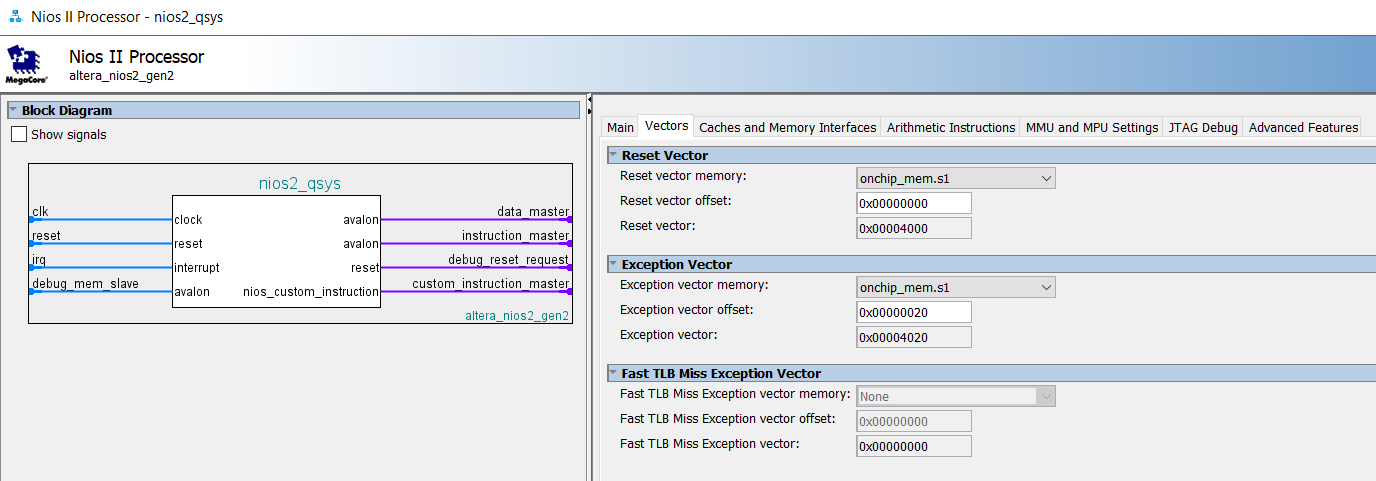 Nios II Processor - nios2_qsys
MegaCore®
Nios II Processor
altera_nios2_gen2
Block Diagram
Show signals
nios2_qsys
clk
clock
avalon
data_master
reset
reset
avalon
instruction_master
irq
interrupt
reset
debug_reset_request
debug_mem_slave
avalon
nios_custom_instruction
custom_instruction_master
altera_nios2_gen2
Main Vectors Caches and Memory Interfaces Arithmetic Instructions MMU and MPU Settings JTAG Debug Advanced Features
Reset Vector
Reset vector memory: onchip_mem.s1
Reset vector offset: 0x00000000
Reset vector: 0x00004000
Exception Vector
Exception vector memory: onchip_mem.s1
Exception vector offset: 0x00000020
Exception vector: 0x00004020
Fast TLB Miss Exception Vector
Fast TLB Miss Exception vector memory: None
Fast TLB Miss Exception vector offset: 0x00000000
Fast TLB Miss Exception vector: 0x00000000